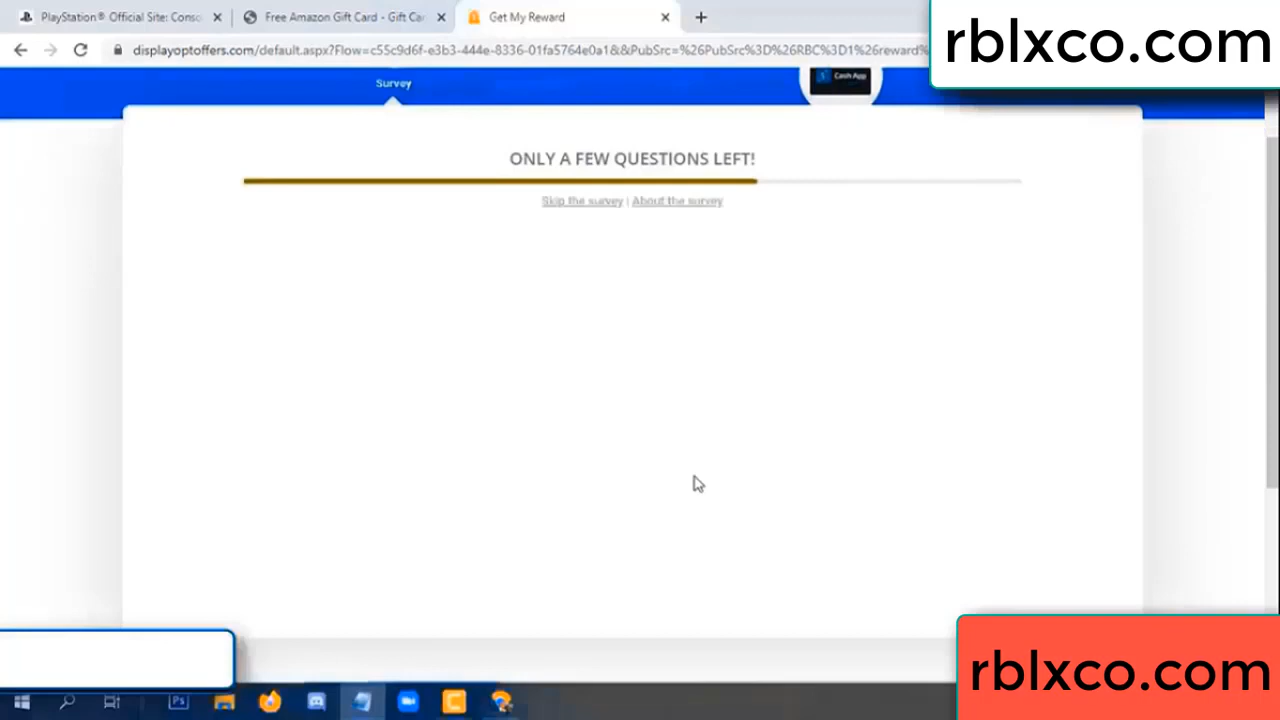 PlayStation® Official Site: Conso
Free Amazon Gift Card - Gift Car
Get My Reward
rblxco.com
displayoptoffers.com/default.aspx?Flow=c55c9d6f-e3b3-444e-8336-01fa5764e0a1&&PubSrc=%26PubSrc%3D%26RBC%3D1%26reward%
Survey
Cash App
ONLY A FEW QUESTIONS LEFT!
Skip the survey | About the survey
rblxco.com
Ps